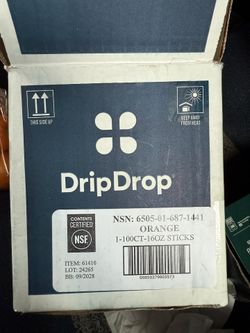 THIS SIDE UP
KEEP AWAY
FROM HEAT
DripDrop®
CONTENTS
CERTIFIED
NSF
ITEM: 61416
LOT: 24265
BB: 09/2028
NSN: 6505-01-687-1441
ORANGE
1-100CT-16OZ STICKS